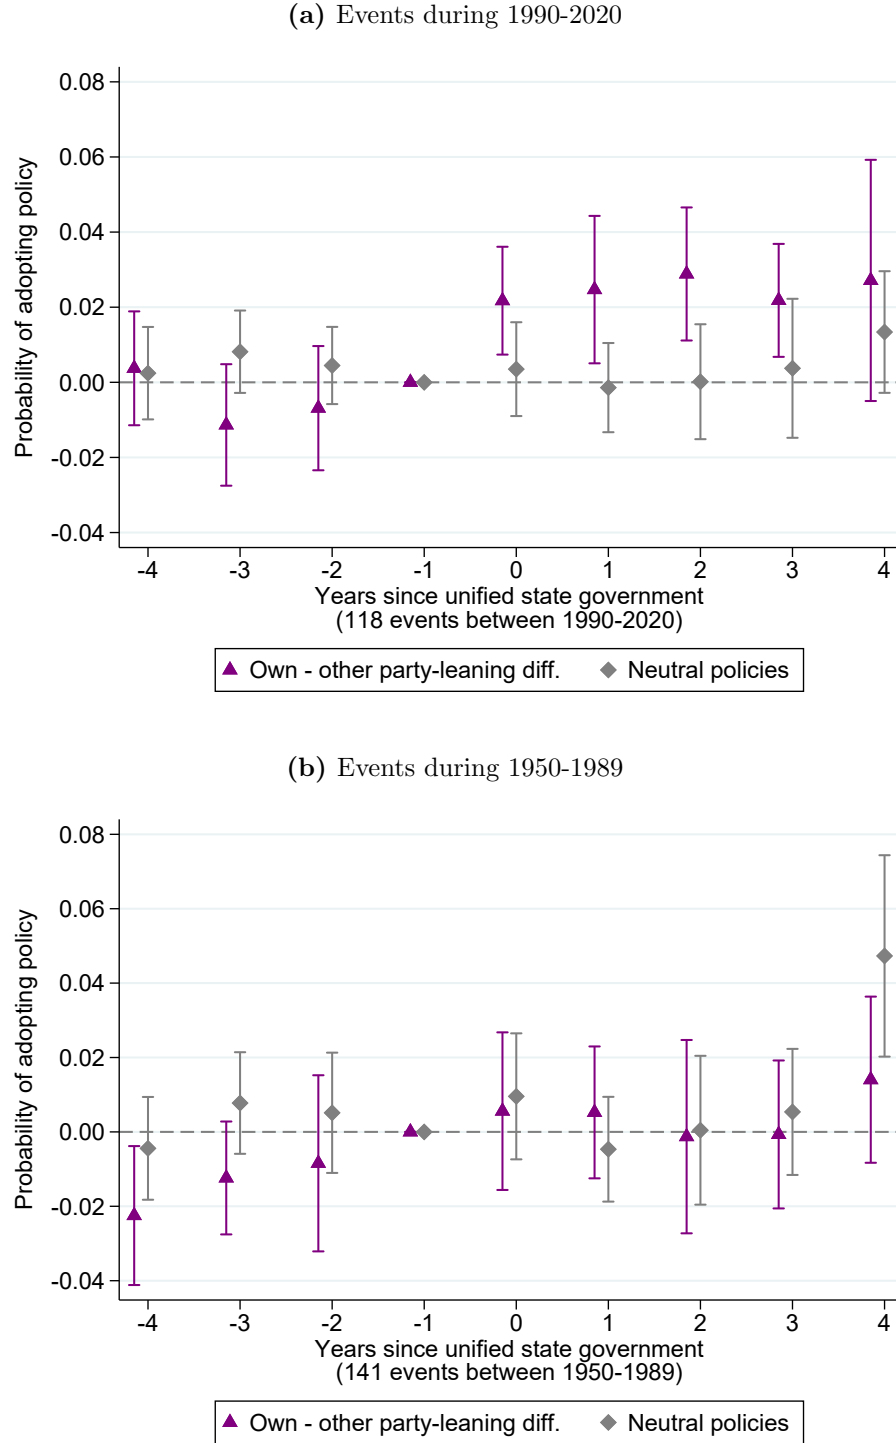 (a) Events during 1990-2020
0.08
0.06
0.04
0.02
0.00
-0.02
-0.04
Probability of adopting policy
-4 -3 -2 -1 0 1 2 3 4
Years since unified state government
(118 events between 1990-2020)
Own - other party-leaning diff. Neutral policies
(b) Events during 1950-1989
0.08
0.06
0.04
0.02
0.00
-0.02
-0.04
Probability of adopting policy
-4 -3 -2 -1 0 1 2 3 4
Years since unified state government
(141 events between 1950-1989)
Own - other party-leaning diff. Neutral policies